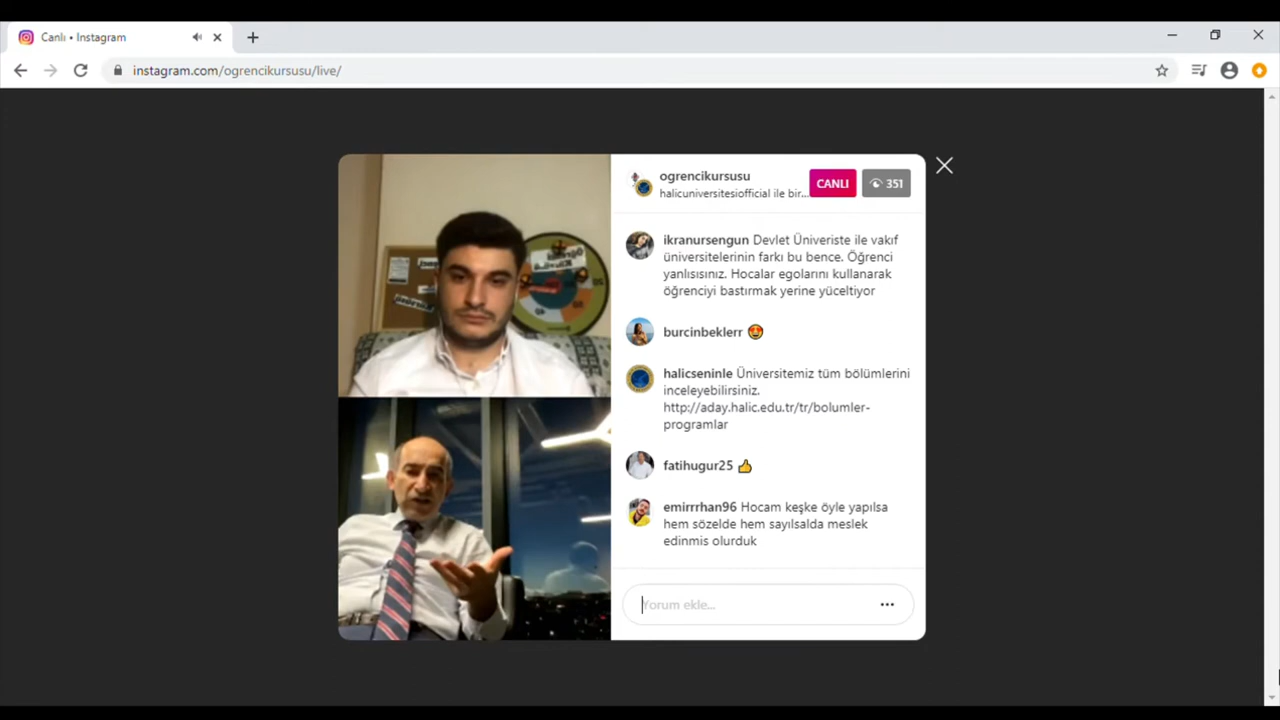 Canlı • Instagram
instagram.com/ogrencikursusu/live/
ogrencikursusu
halicuniversitesiofficial ile bir...
CANLI
351
ikranursengun Devlet Üniveriste ile vakıf
üniversitelerinin farkı bu bence. Öğrenci
yanlısısınız. Hocalar egolarını kullanarak
öğrenciyi bastırmak yerine yüceltiyor
burcinbeklerr 😍
halicseninle Üniversitemiz tüm bölümlerini
inceleyebilirsiniz.
http://aday.halic.edu.tr/tr/bolumler-
programlar
fatihugur25 👍
emirrrhan96 Hocam keşke öyle yapılsa
hem sözelde hem sayılsalda meslek
edinmis olurduk
Yorum ekle...